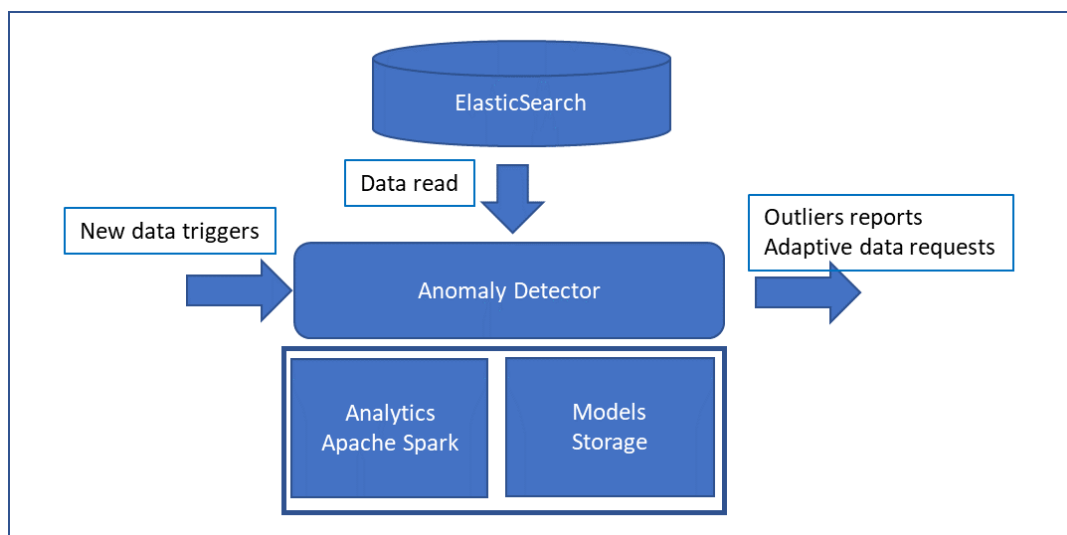 ElasticSearch
Data read
New data triggers
Outliers reports
Adaptive data requests
Anomaly Detector
Analytics
Apache Spark
Models
Storage